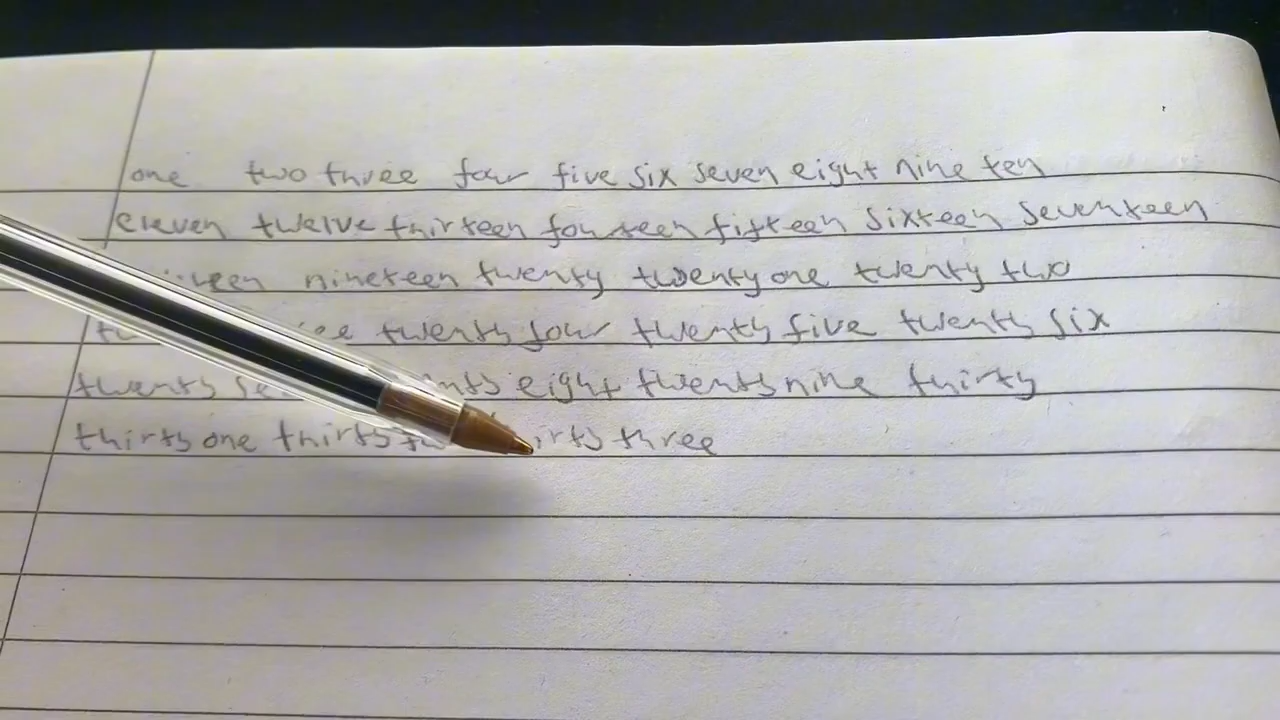 one two three four five six seven eight nine ten
eleven twelve thirteen fourteen fifteen sixteen seventeen
nineteen twenty twenty one twenty two
twenty four twenty five twenty six
twenty eight twenty nine thirty
thirty one thirty three